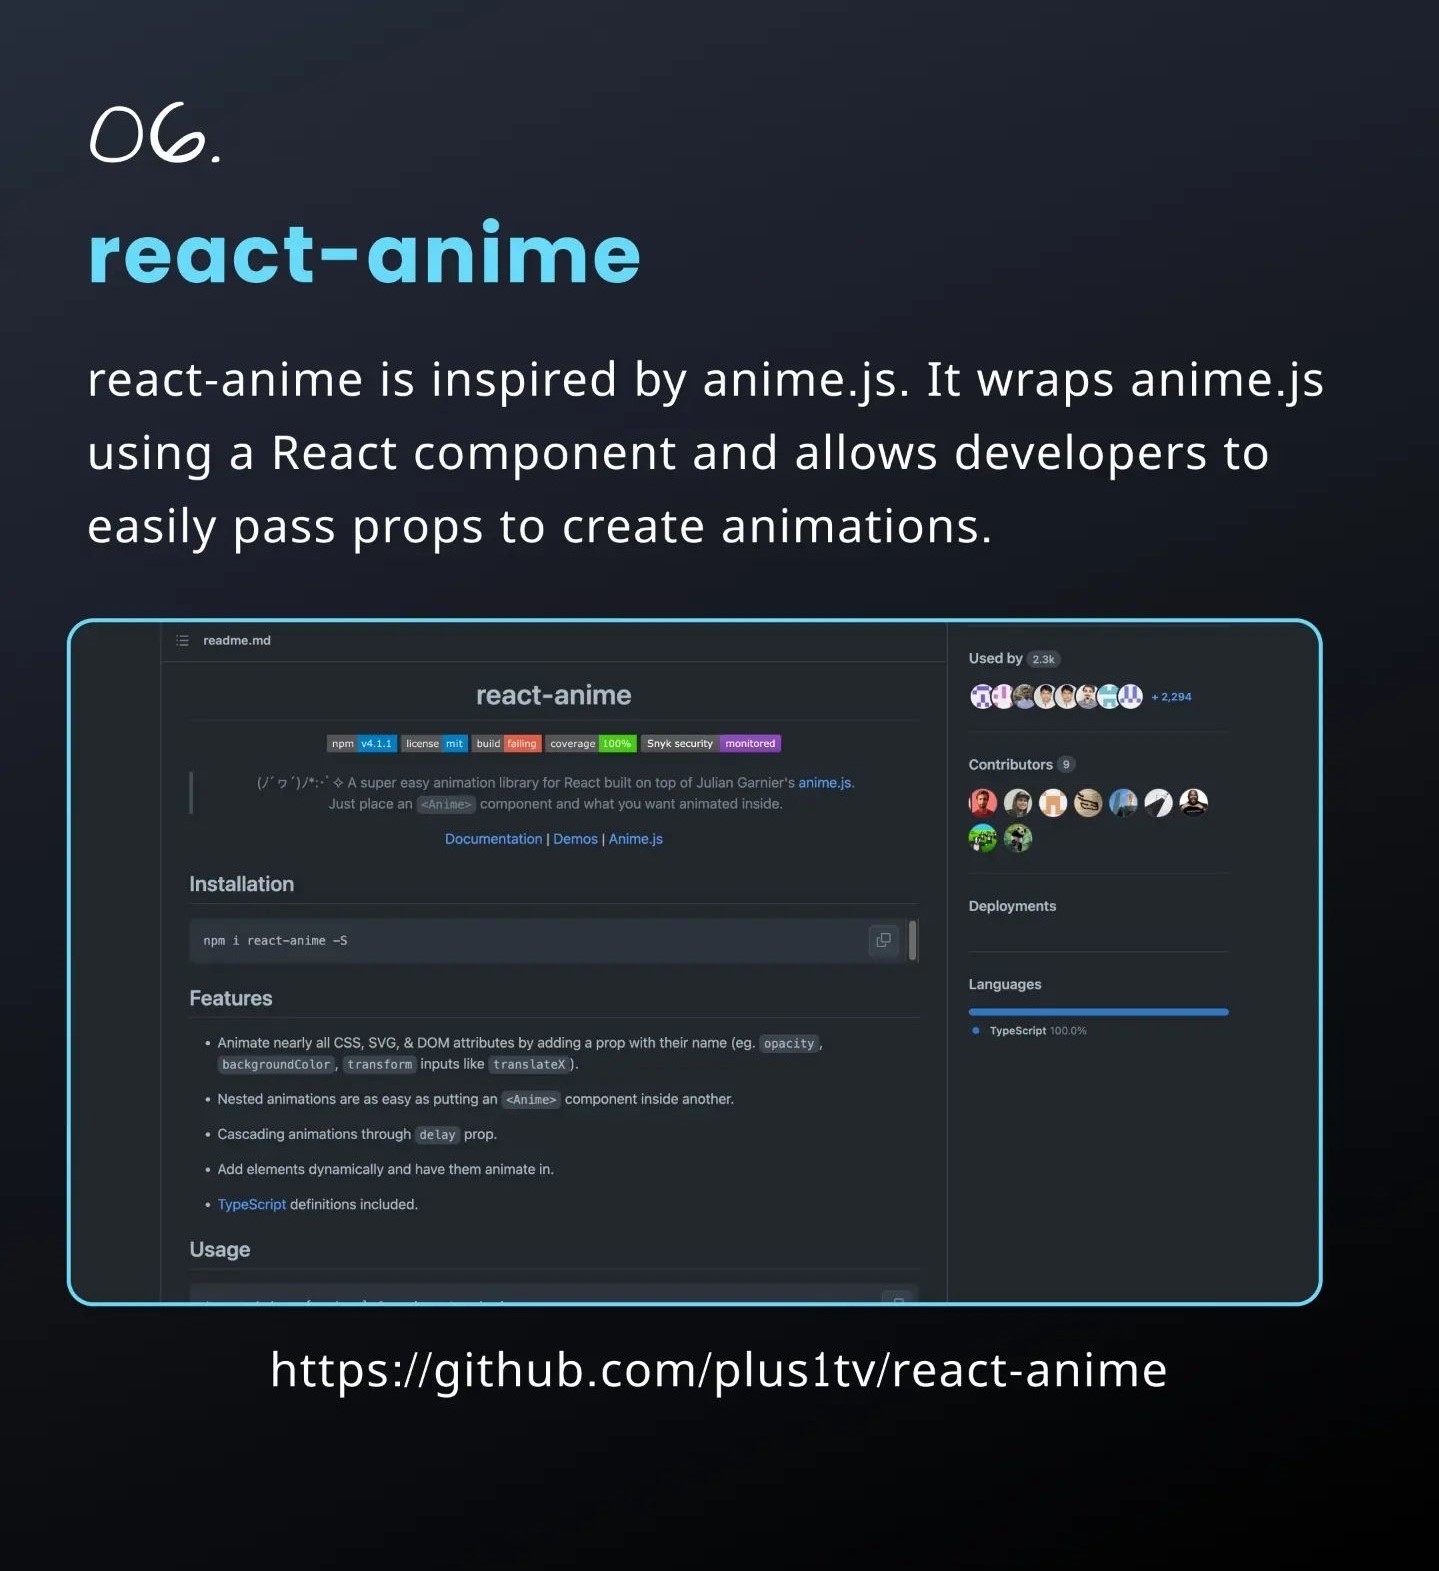 06.
react-anime
react-anime is inspired by anime.js. It wraps anime.js
using a React component and allows developers to
easily pass props to create animations.
readme.md
react-anime
npm v4.1.1 license mit build failing coverage 100% Snyk security monitored
(ﾉ´ヮ´)ﾉ*:･ﾟ✧ A super easy animation library for React built on top of Julian Garnier's anime.js.
Just place an <Anime> component and what you want animated inside.
Documentation | Demos | Anime.js
Installation
npm i react-anime -S
Features
• Animate nearly all CSS, SVG, & DOM attributes by adding a prop with their name (eg. opacity,
backgroundColor, transform inputs like translateX).
• Nested animations are as easy as putting an <Anime> component inside another.
• Cascading animations through delay prop.
• Add elements dynamically and have them animate in.
• TypeScript definitions included.
Usage
Used by 2.3k
+ 2,294
Contributors 9
Deployments
Languages
TypeScript 100.0%
https://github.com/plus1tv/react-anime